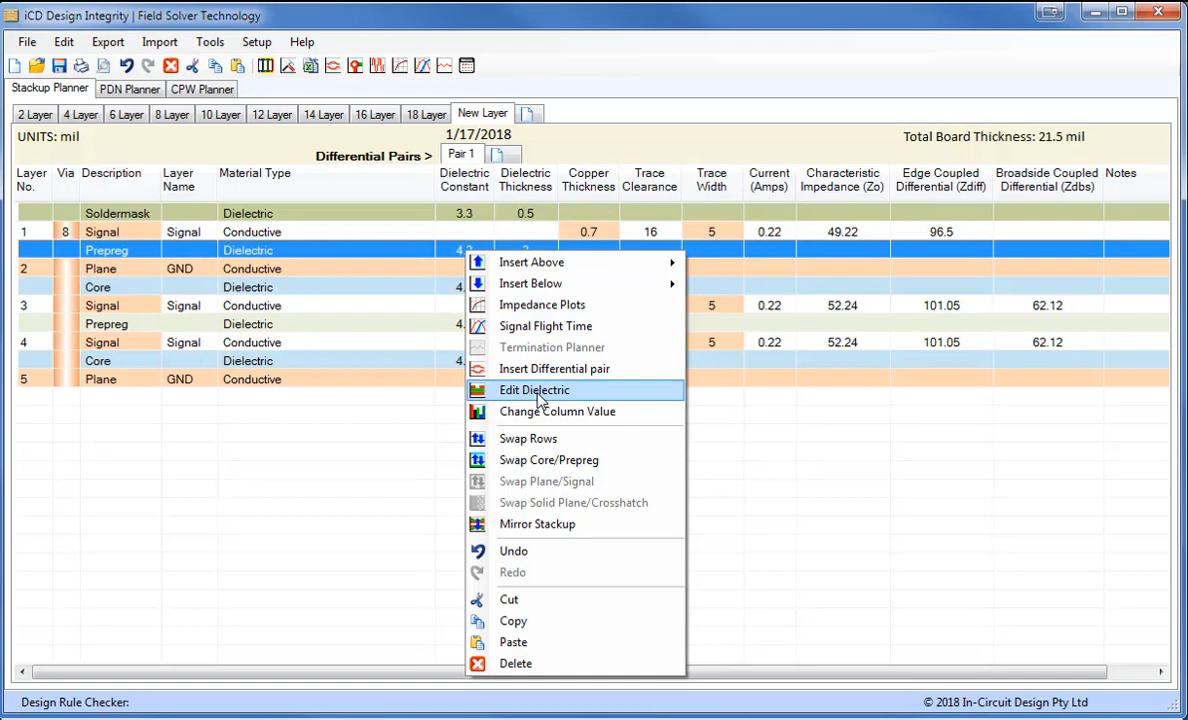 iCD Design Integrity | Field Solver Technology
File Edit Export Import Tools Setup Help
Stackup Planner PDN Planner CPW Planner
2 Layer 4 Layer 6 Layer 8 Layer 10 Layer 12 Layer 14 Layer 16 Layer 18 Layer New Layer
UNITS: mil 1/17/2018 Total Board Thickness: 21.5 mil
Differential Pairs > Pair 1
Layer No. Via Description Layer Name Material Type Dielectric Constant Dielectric Thickness Copper Thickness Trace Clearance Trace Width Current (Amps) Characteristic Impedance (Zo) Edge Coupled Differential (Zdiff) Broadside Coupled Differential (Zdbs) Notes
Soldermask Dielectric 3.3 0.5
1 8 Signal Signal Conductive 0.7 16 5 0.22 49.22 96.5
Prepreg Dielectric
2 Plane GND Conductive
Core Dielectric 4.
3 Signal Signal Conductive 5 0.22 52.24 101.05 62.12
Prepreg Dielectric 4.
4 Signal Signal Conductive 5 0.22 52.24 101.05 62.12
Core Dielectric 4.
5 Plane GND Conductive
Insert Above
Insert Below
Impedance Plots
Signal Flight Time
Termination Planner
Insert Differential pair
Edit Dielectric
Change Column Value
Swap Rows
Swap Core/Prepreg
Swap Plane/Signal
Swap Solid Plane/Crosshatch
Mirror Stackup
Undo
Redo
Cut
Copy
Paste
Delete
Design Rule Checker: © 2018 In-Circuit Design Pty Ltd